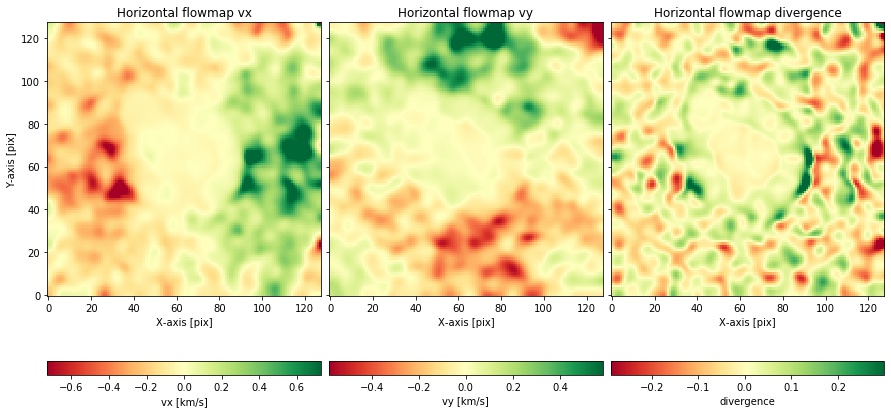 Horizontal flowmap vx
Horizontal flowmap vy
Horizontal flowmap divergence
120
100
80
60
40
20
0
Y-axis [pix]
0 20 40 60 80 100 120
0 20 40 60 80 100 120
0 20 40 60 80 100 120
X-axis [pix]
X-axis [pix]
X-axis [pix]
−0.6 −0.4 −0.2 0.0 0.2 0.4 0.6
−0.4 −0.2 0.0 0.2 0.4
−0.2 −0.1 0.0 0.1 0.2
vx [km/s]
vy [km/s]
divergence